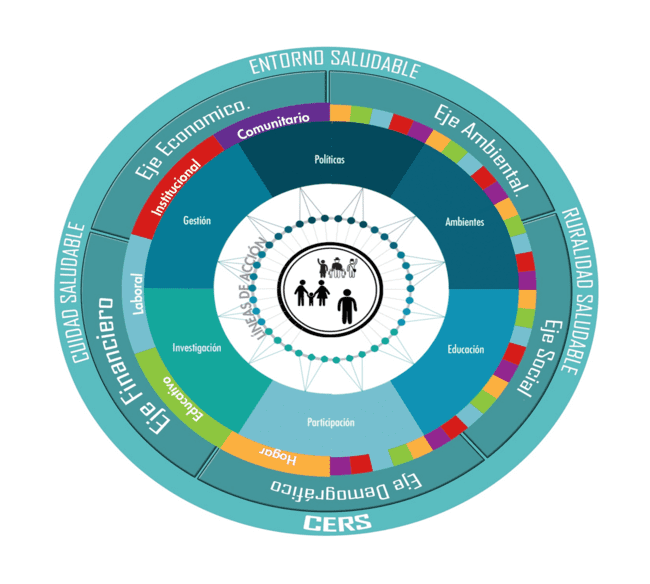 ENTORNO SALUDABLE
Eje Economico.
Eje Ambiental.
Comunitario
Institucional
Políticas
Gestión
Ambientes
CUIDAD SALUDABLE
RURALIDAD SALUDABLE
LÍNEAS DE ACCIÓN
Laboral
Eje Financiero
Eje Social
Investigación
Educación
Educativo
Participación
Hogar
Eje Demográfico
CERS